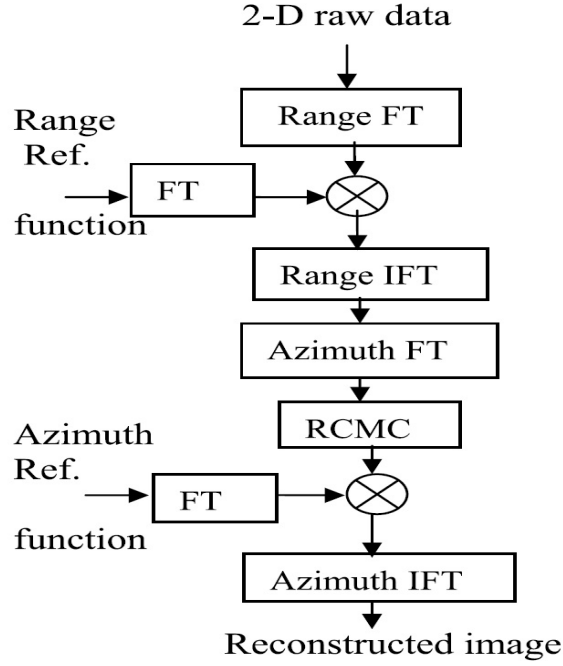 2-D raw data
Range FT
Range
Ref.
FT
function
Range IFT
Azimuth FT
RCMC
Azimuth
Ref.
FT
function
Azimuth IFT
Reconstructed image